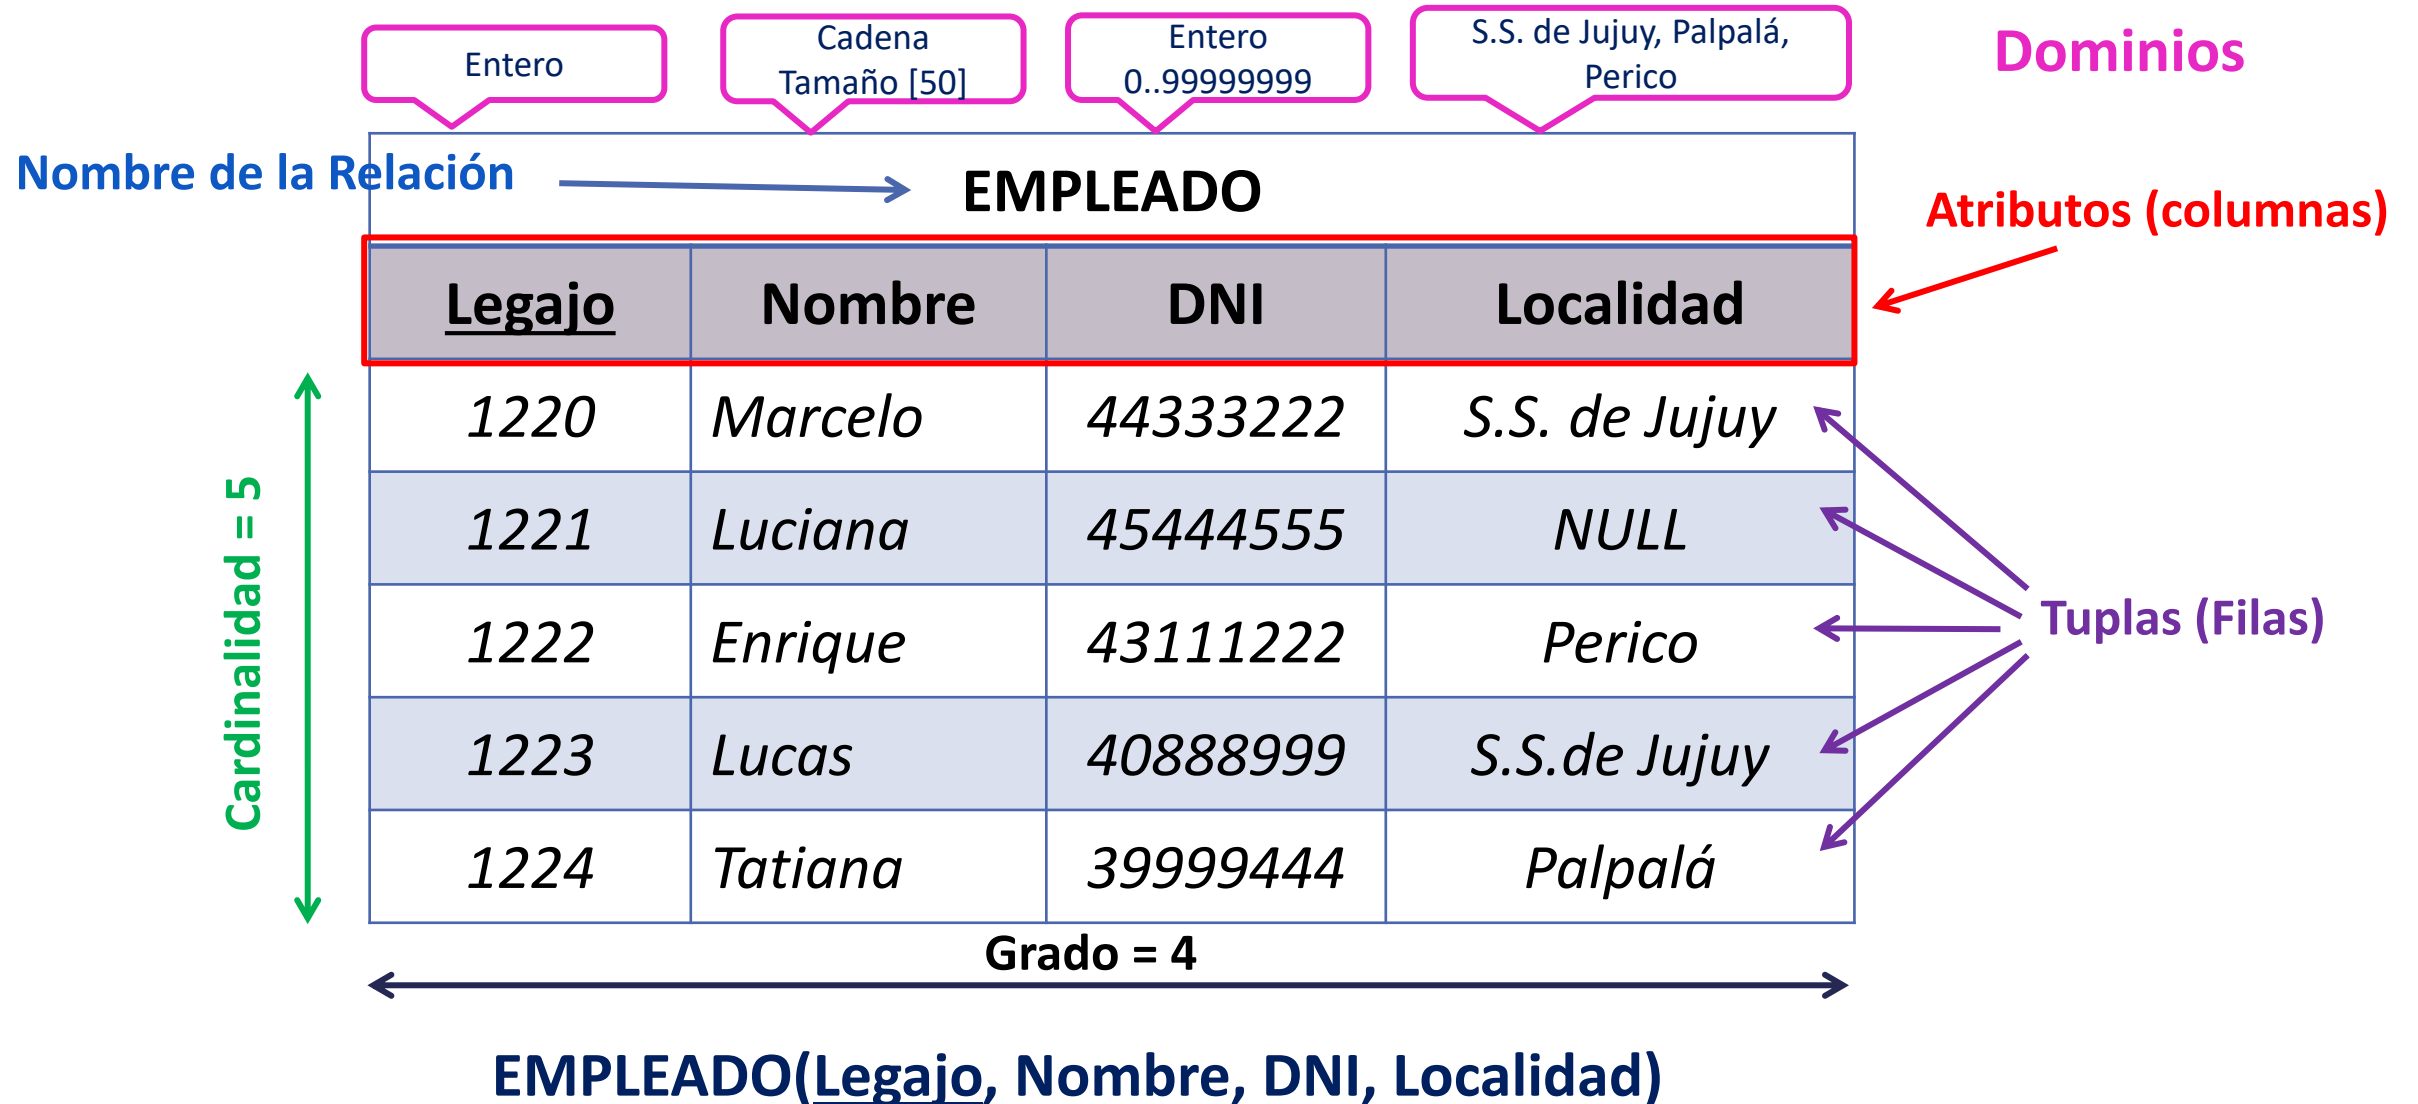 Entero
Cadena
Tamaño [50]
Entero
0..99999999
S.S. de Jujuy, Palpalá,
Perico
Dominios
Nombre de la Relación
EMPLEADO
Atributos (columnas)
Legajo Nombre DNI Localidad
1220 Marcelo 44333222 S.S. de Jujuy
1221 Luciana 45444555 NULL
1222 Enrique 43111222 Perico
1223 Lucas 40888999 S.S.de Jujuy
1224 Tatiana 39999444 Palpalá
Cardinalidad = 5
Tuplas (Filas)
Grado = 4
EMPLEADO(Legajo, Nombre, DNI, Localidad)